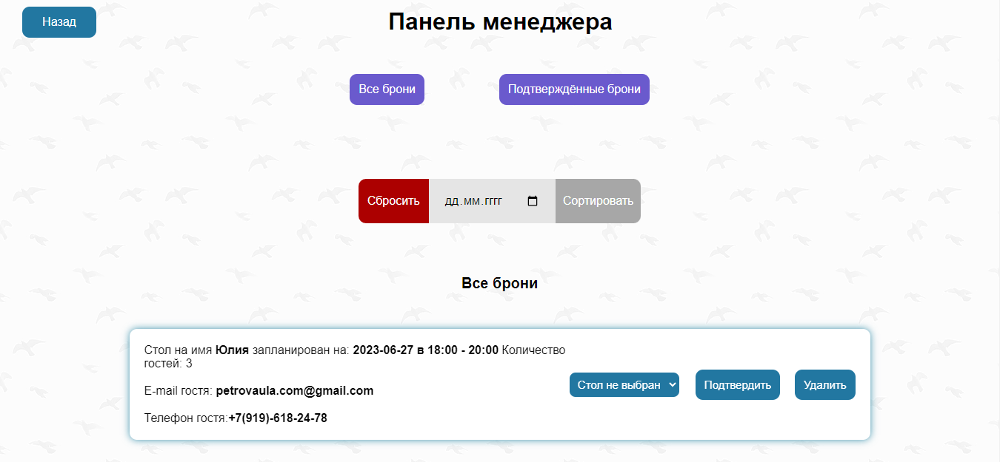 Назад
Панель менеджера
Все брони
Подтверждённые брони
Сбросить
дд.мм.гггг
Сортировать
Все брони
Стол на имя Юлия запланирован на: 2023-06-27 в 18:00 - 20:00 Количество
гостей: 3
Стол не выбран
Подтвердить
Удалить
E-mail гостя: petrovaula.com@gmail.com
Телефон гостя:+7(919)-618-24-78